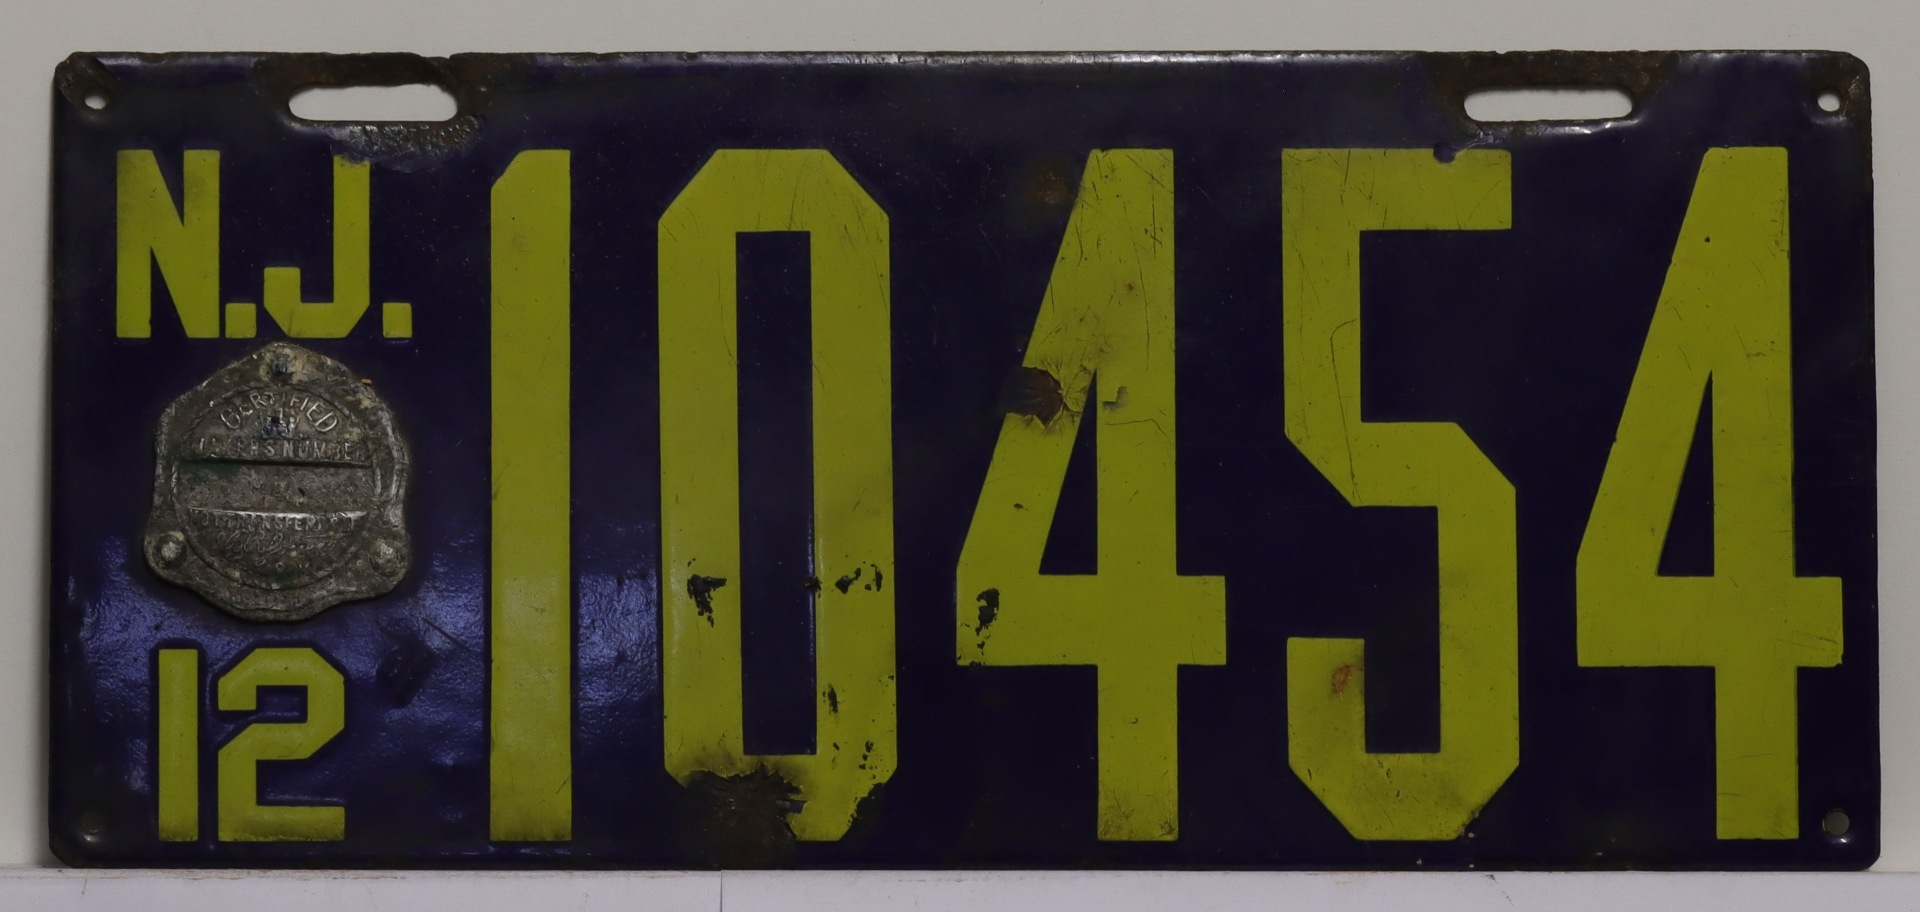 N.J.
10454
CERTIFIED
NUMBER
12